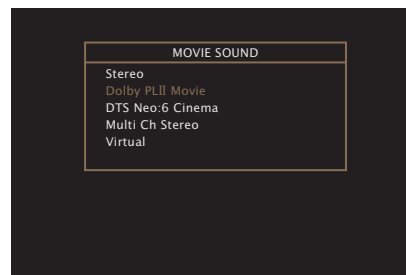 MOVIE SOUND
Stereo
Dolby PLII Movie
DTS Neo:6 Cinema
Multi Ch Stereo
Virtual